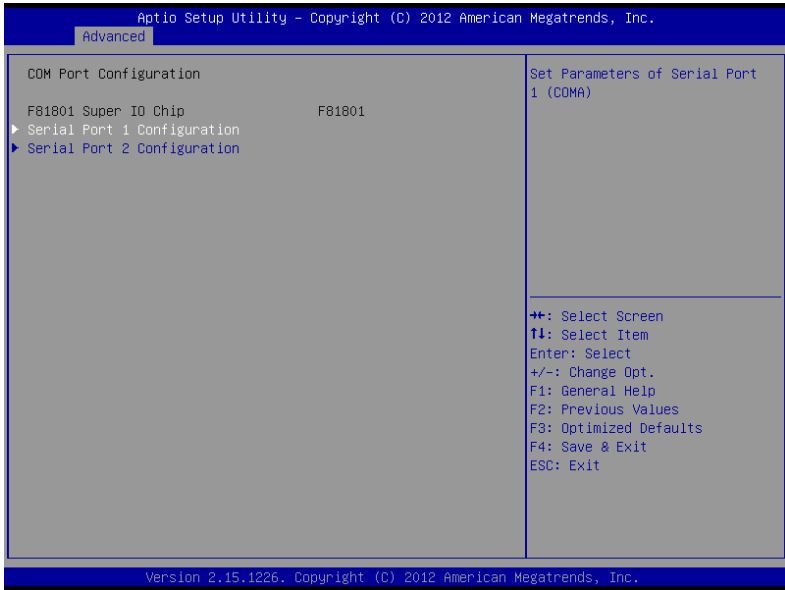 Aptio Setup Utility – Copyright (C) 2012 American Megatrends, Inc.
Advanced
COM Port Configuration
F81801 Super IO Chip F81801
Serial Port 1 Configuration
Serial Port 2 Configuration
Set Parameters of Serial Port
1 (COMA)
→←: Select Screen
↑↓: Select Item
Enter: Select
+/-: Change Opt.
F1: General Help
F2: Previous Values
F3: Optimized Defaults
F4: Save & Exit
ESC: Exit
Version 2.15.1226. Copyright (C) 2012 American Megatrends, Inc.